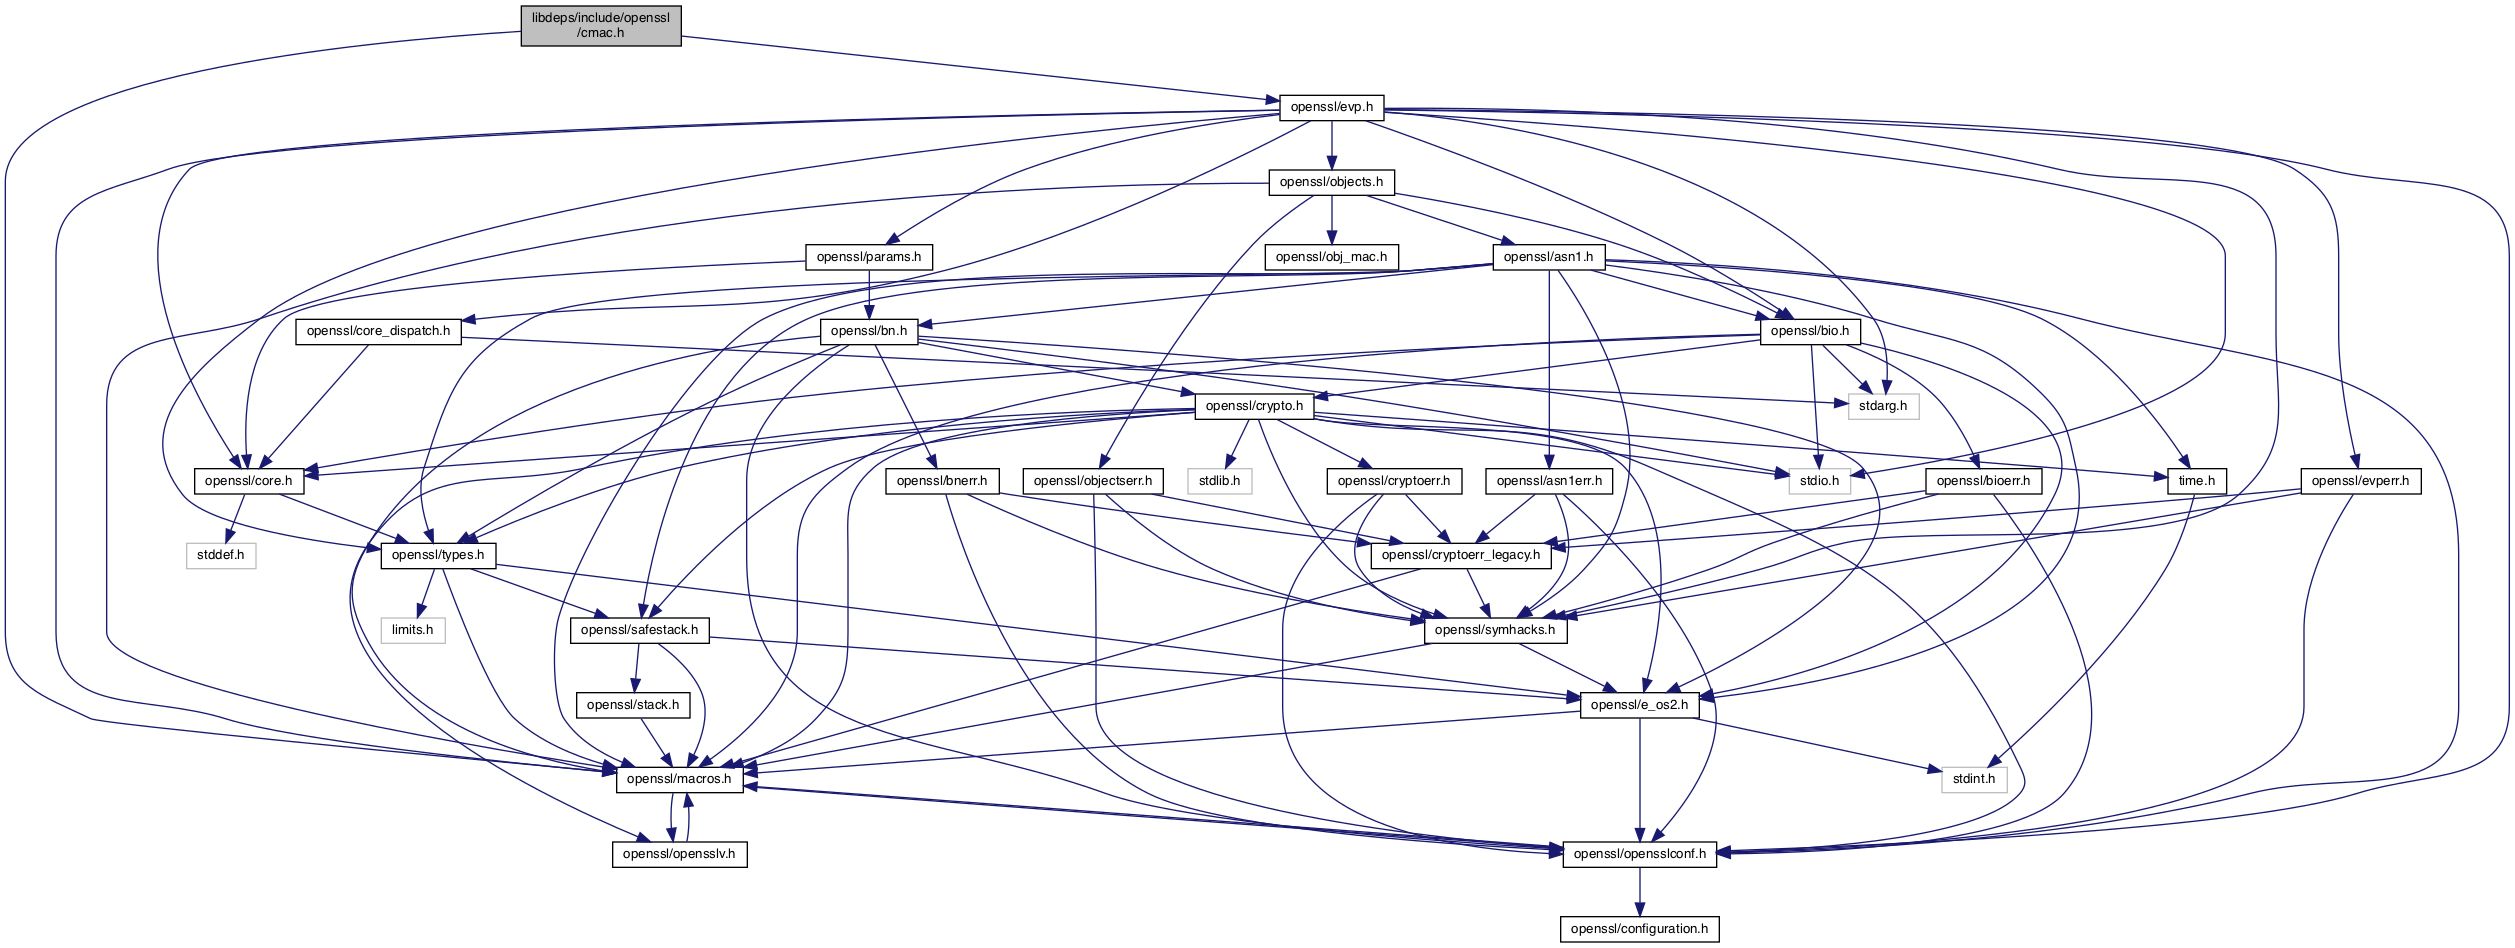 libdeps/include/openssl
/cmac.h
openssl/evp.h
openssl/objects.h
openssl/params.h
openssl/obj_mac.h
openssl/asn1.h
openssl/core_dispatch.h
openssl/bn.h
openssl/bio.h
openssl/crypto.h
stdarg.h
openssl/core.h
openssl/bnerr.h
openssl/objectserr.h
stdlib.h
openssl/cryptoerr.h
openssl/asn1err.h
stdio.h
openssl/bioerr.h
time.h
openssl/evperr.h
stddef.h
openssl/types.h
openssl/cryptoerr_legacy.h
limits.h
openssl/safestack.h
openssl/symhacks.h
openssl/stack.h
openssl/e_os2.h
openssl/macros.h
stdint.h
openssl/opensslv.h
openssl/opensslconf.h
openssl/configuration.h